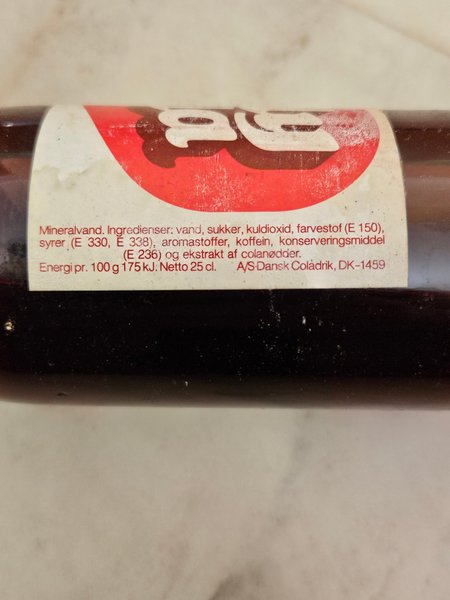 Mineralvand. Ingredienser: vand, sukker, kuldioxid, farvestof (E 150),
syrer (E 330, E 338), aromastoffer, koffein, konserveringsmiddel
(E 236) og ekstrakt af colanødder.
Energi pr. 100 g 175 kJ. Netto 25 cl. A/S Dansk Coladrik, DK-1459